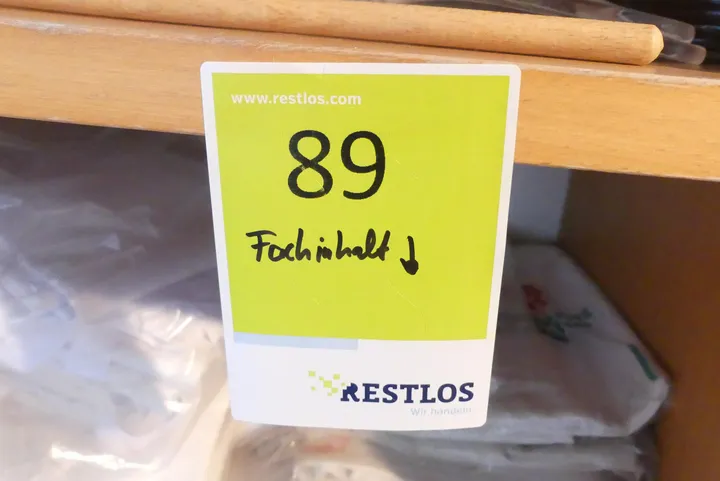 www.restlos.com
89
Fachinhalt ↓
RESTLOS
Wir handeln